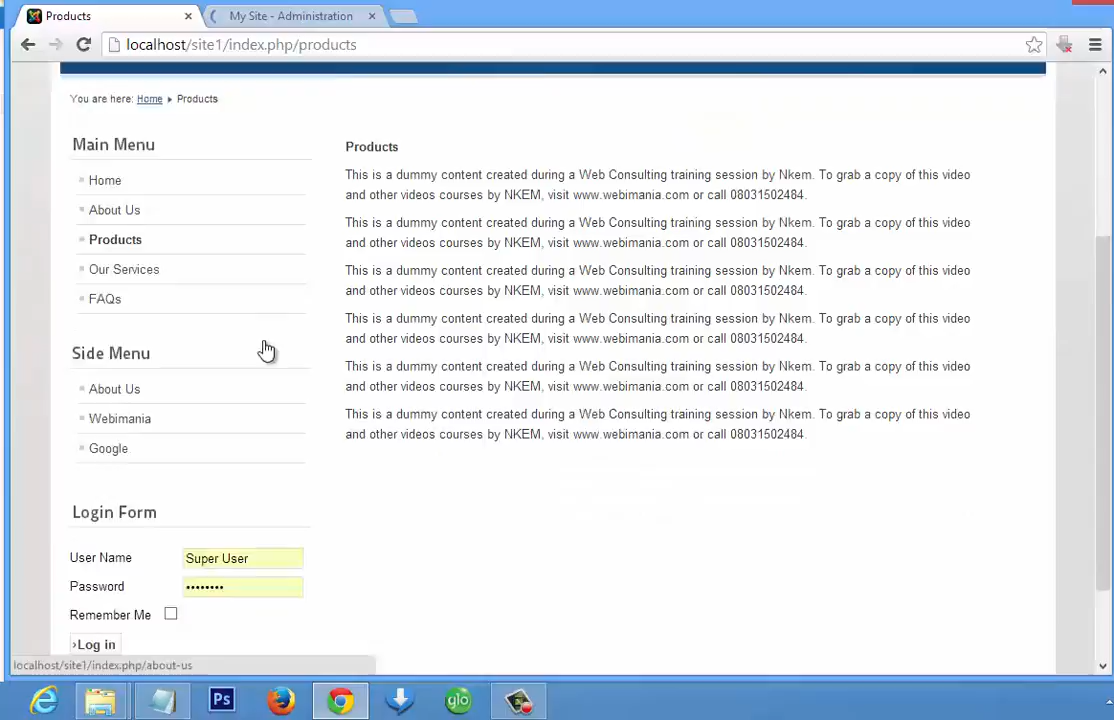 Products
My Site - Administration
localhost/site1/index.php/products
You are here: Home Products
Main Menu
Home
About Us
Products
Our Services
FAQs
Side Menu
About Us
Webimania
Google
Login Form
User Name Super User
Password ••••••••
Remember Me
›Log in
Products
This is a dummy content created during a Web Consulting training session by Nkem. To grab a copy of this video
and other videos courses by NKEM, visit www.webimania.com or call 08031502484.
This is a dummy content created during a Web Consulting training session by Nkem. To grab a copy of this video
and other videos courses by NKEM, visit www.webimania.com or call 08031502484.
This is a dummy content created during a Web Consulting training session by Nkem. To grab a copy of this video
and other videos courses by NKEM, visit www.webimania.com or call 08031502484.
This is a dummy content created during a Web Consulting training session by Nkem. To grab a copy of this video
and other videos courses by NKEM, visit www.webimania.com or call 08031502484.
This is a dummy content created during a Web Consulting training session by Nkem. To grab a copy of this video
and other videos courses by NKEM, visit www.webimania.com or call 08031502484.
This is a dummy content created during a Web Consulting training session by Nkem. To grab a copy of this video
and other videos courses by NKEM, visit www.webimania.com or call 08031502484.
localhost/site1/index.php/about-us
Ps
glo